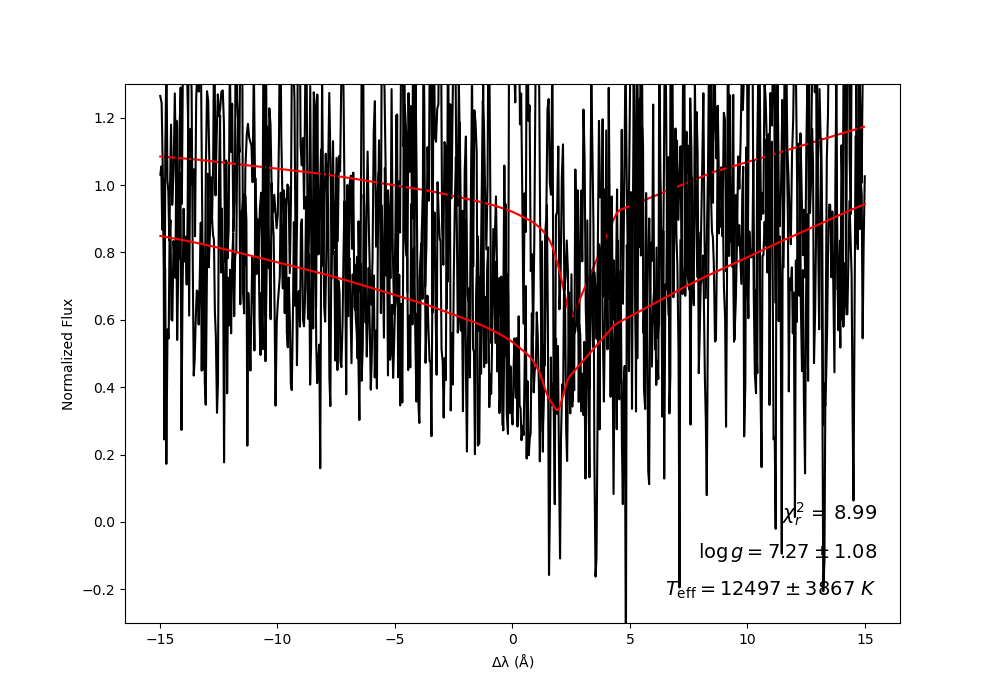 1.2
1.0
0.8
0.6
0.4
0.2
0.0
−0.2
Normalized Flux
χ²ᵣ = 8.99
log g = 7.27 ± 1.08
T_eff = 12497 ± 3867 K
−15 −10 −5 0 5 10 15
Δλ (Å)